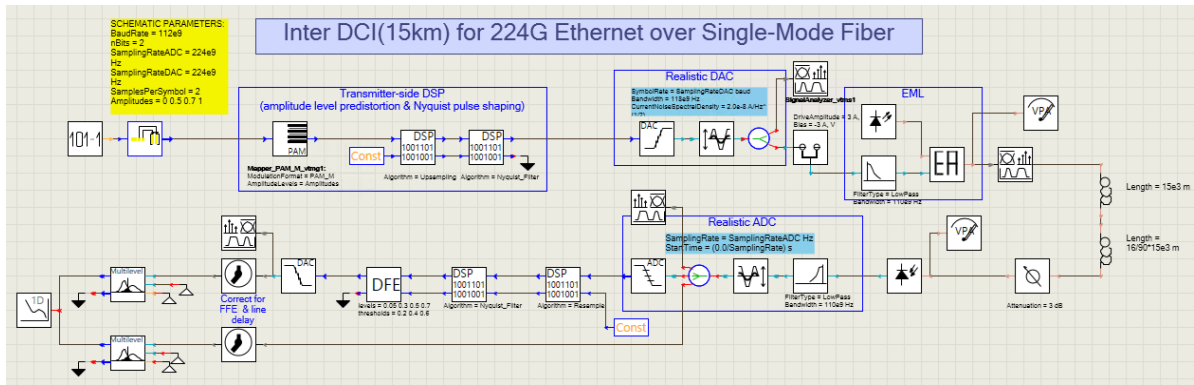 SCHEMATIC PARAMETERS:
BaudRate = 112e9
nBits = 2
SamplingRateADC = 224e9
Hz
SamplingRateDAC = 224e9
Hz
SamplesPerSymbol = 2
Amplitudes = 0 0.5 0.7 1
Inter DCI(15km) for 224G Ethernet over Single-Mode Fiber
Transmitter-side DSP
(amplitude level predistortion & Nyquist pulse shaping)
Realistic DAC
SymbolRate = SamplingRateDAC baud
Bandwidth = 118e9 Hz
SignalAnalyzer_vtms1
DriveAmplitude = 3 A,
Bias = -3 A, V
EML
VPA
101-1
PAM
Const
DSP
1001101
1001001
DSP
1001101
1001001
DAC
EA
Mapper_PAM_M_vtmg1:
ModulationFormat = PAM_M
AmplitudeLevels = Amplitudes
Algorithm = Upsampling
Algorithm = Nyquist_Filter
FilterType = LowPass
Bandwidth = 110e9 Hz
Length = 15e3 m
Length =
16/90*15e3 m
Realistic ADC
SamplingRate = SamplingRateADC Hz
StartTime = (0.0/SamplingRate) s
VPA
1D
Multilevel
Correct for
FFE & line
delay
DAC
DFE
levels = 0.05 0.3 0.5 0.7
thresholds = 0.2 0.4 0.6
DSP
1001101
1001001
Algorithm = Nyquist_Filter
DSP
1001101
1001001
Algorithm = Resample
Const
ADC
FilterType = LowPass
Bandwidth = 110e9 Hz
Attenuation = 3 dB
Multilevel